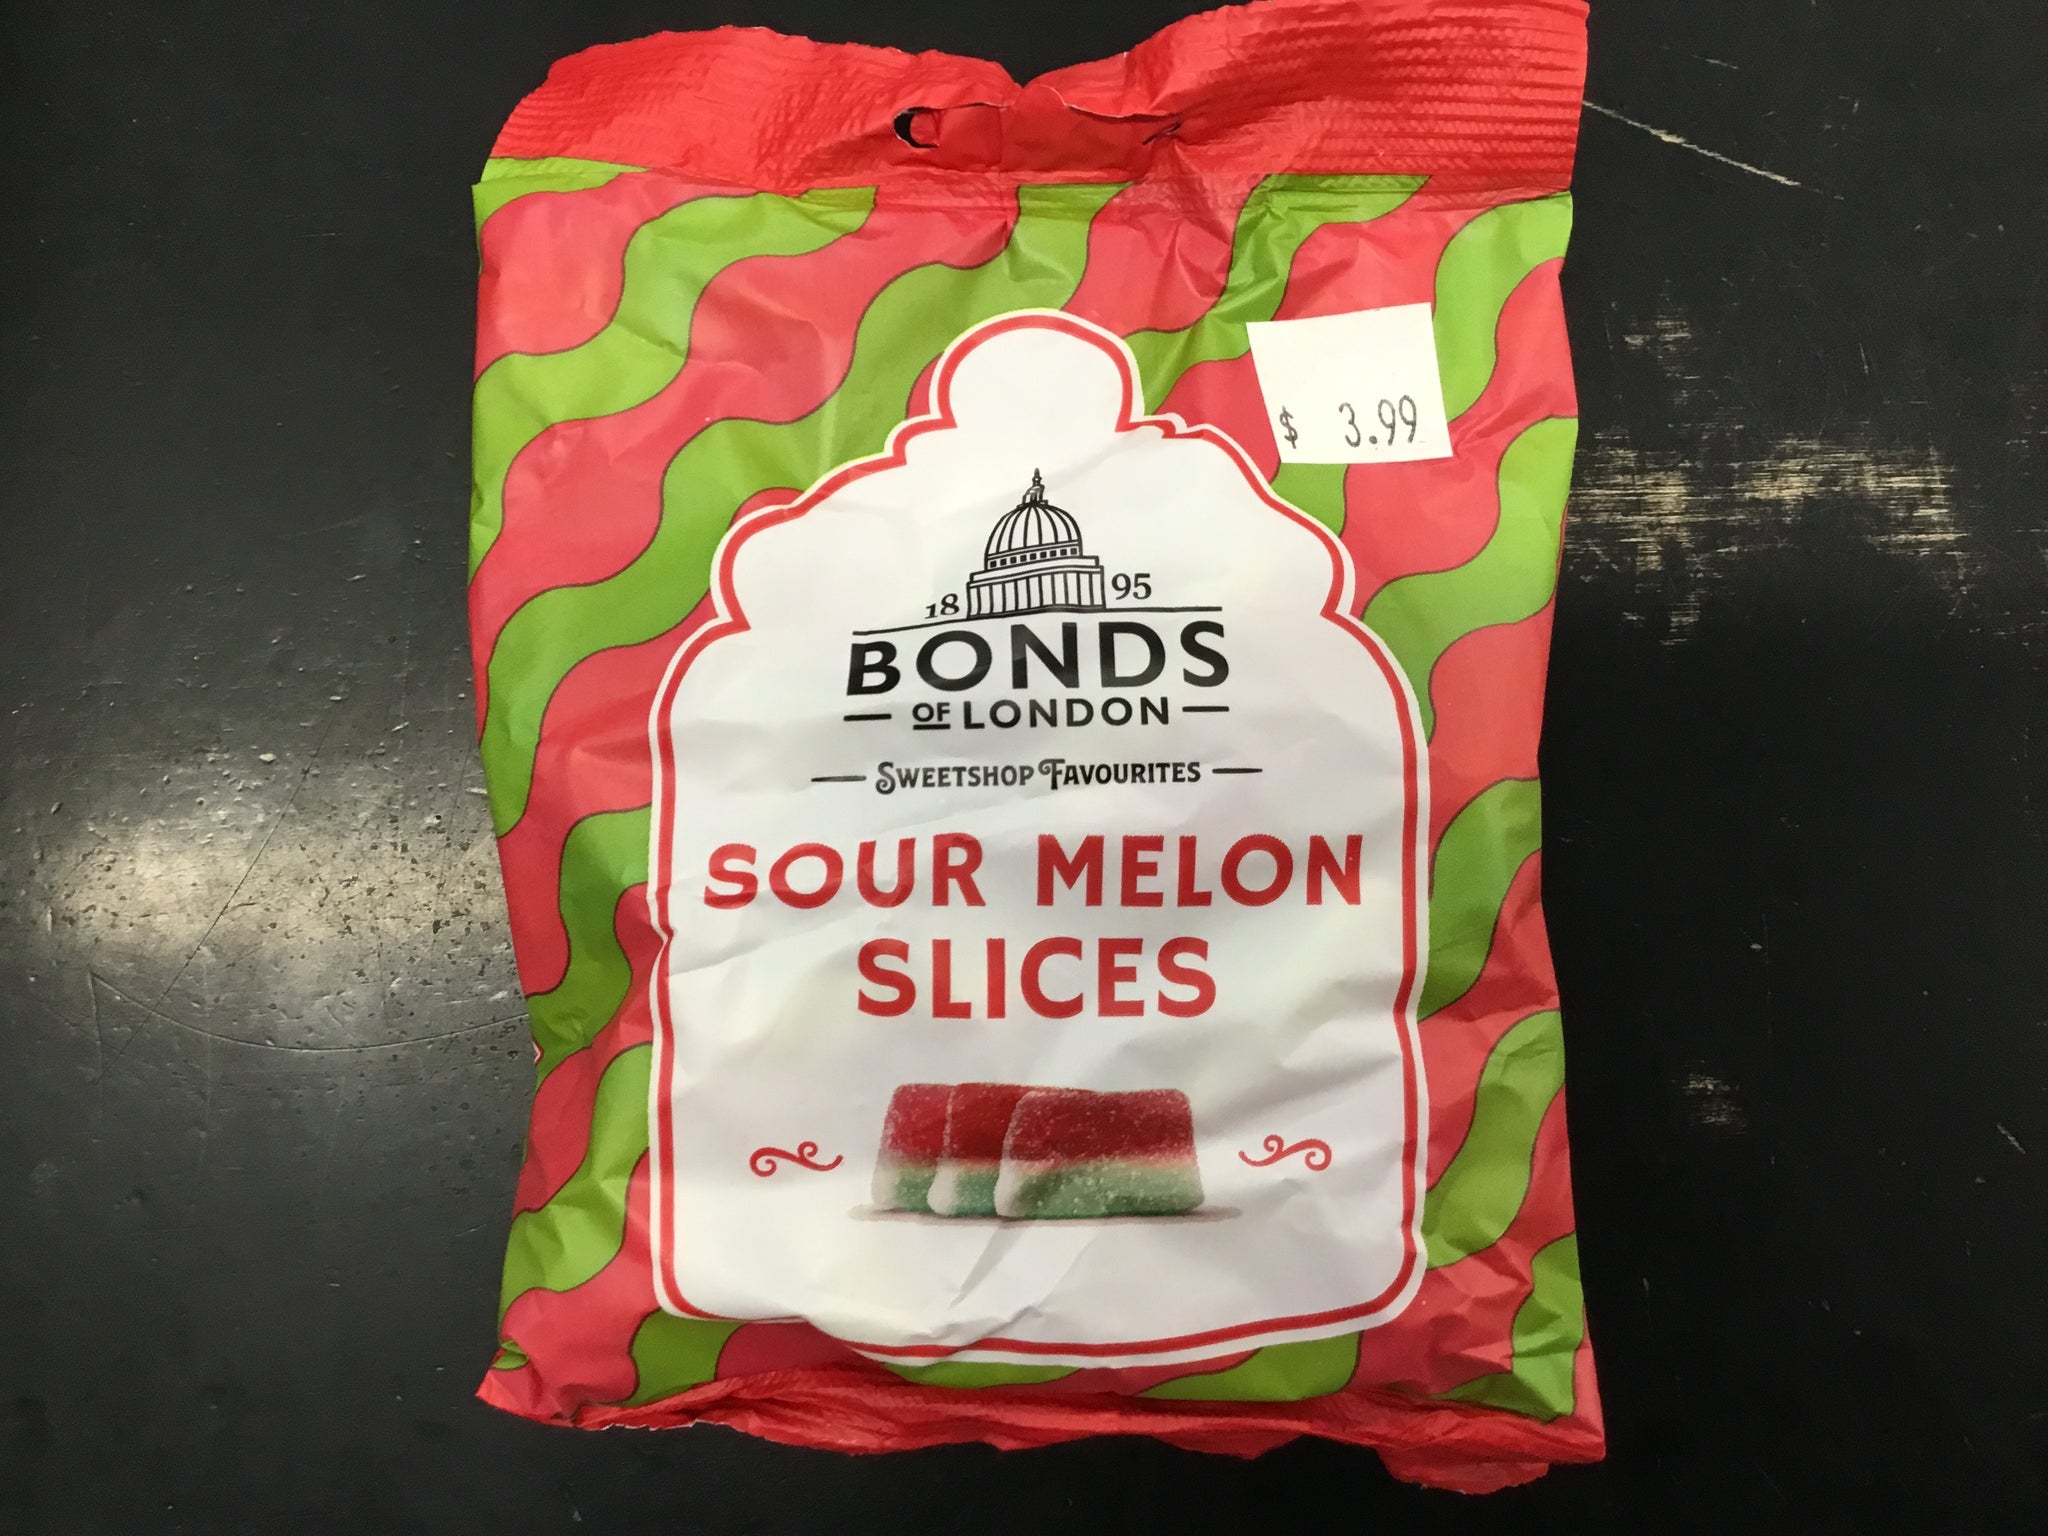 $ 3.99
18 95
BONDS
OF LONDON
SWEETSHOP FAVOURITES
SOUR MELON
SLICES